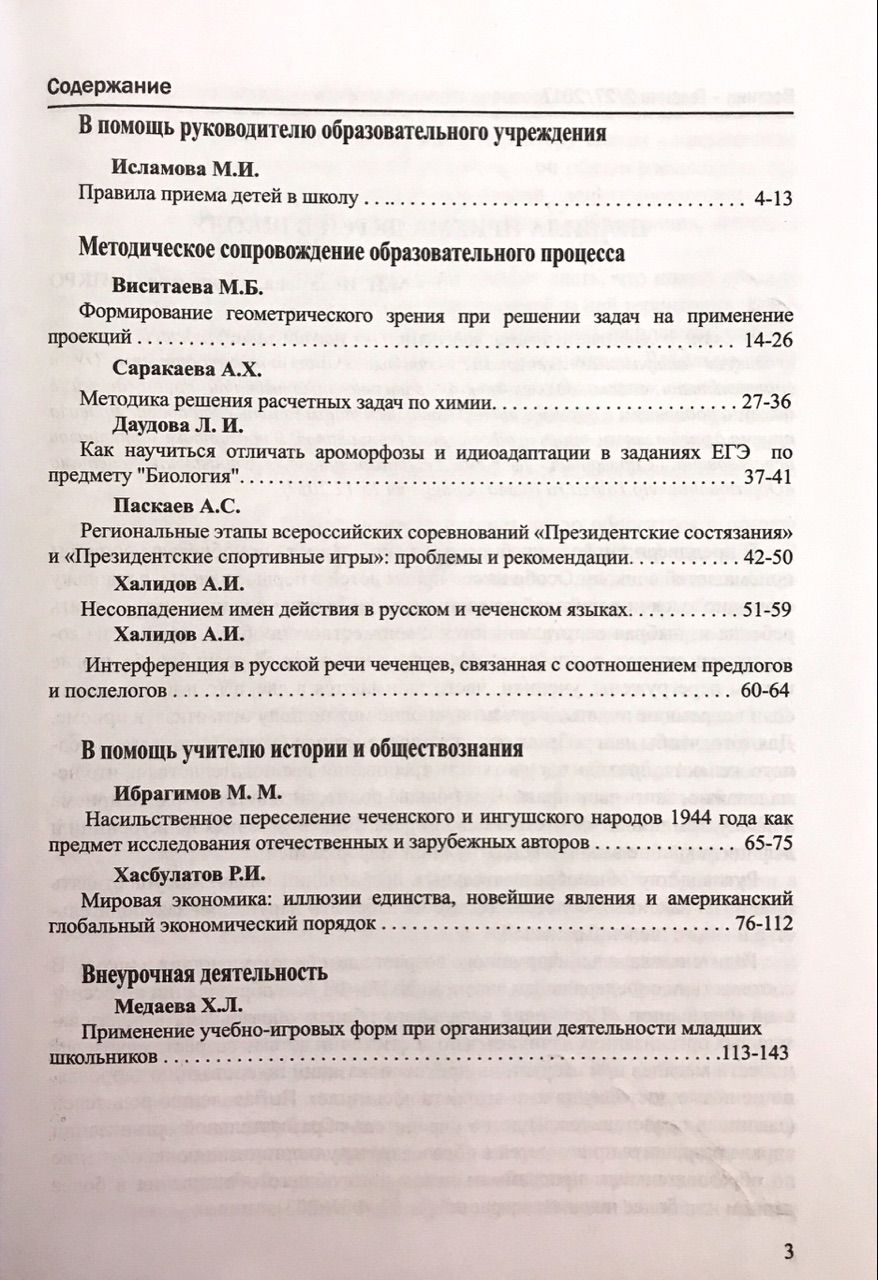 Содержание
В помощь руководителю образовательного учреждения
Исламова М.И.
Правила приема детей в школу . . .. . . . . . . . . . . . . . . . . . . . . . . . . . . . . . . . . . . 4-13
Методическое сопровождение образовательного процесса
Виситаева М.Б.
Формирование геометрического зрения при решении задач на применение
проекций . . . . . . . . . . . . . . . . . . . . . . . . . . . . . . . . . . . . . . . . . . . . . . . . . . . . 14-26
Саракаева А.Х.
Методика решения расчетных задач по химии. . . . . . . . . . . . . . . . . . . . . . . 27-36
Даудова Л. И.
Как научиться отличать ароморфозы и идиоадаптации в заданиях ЕГЭ по
предмету "Биология". . . . . . . . . . . . . . . . . . . . . . . . . . . . . . . . . . . . . . . . . . . 37-41
Паскаев А.С.
Региональные этапы всероссийских соревнований «Президентские состязания»
и «Президентские спортивные игры»: проблемы и рекомендации. . . . . . . . . 42-50
Халидов А.И.
Несовпадением имен действия в русском и чеченском языках. . . . . . . . . . 51-59
Халидов А.И.
Интерференция в русской речи чеченцев, связанная с соотношением предлогов
и послелогов . . . . . . . . . . . . . . . . . . . . . . . . . . . . . . . . . . . . . . . . . . . . . . . . . 60-64
В помощь учителю истории и обществознания
Ибрагимов М. М.
Насильственное переселение чеченского и ингушского народов 1944 года как
предмет исследования отечественных и зарубежных авторов . . . . . . . . . . . . 65-75
Хасбулатов Р.И.
Мировая экономика: иллюзии единства, новейшие явления и американский
глобальный экономический порядок . . . . . . . . . . . . . . . . . . . . . . . . . . . . . . 76-112
Внеурочная деятельность
Медаева Х.Л.
Применение учебно-игровых форм при организации деятельности младших
школьников . . . . . . . . . . . . . . . . . . . . . . . . . . . . . . . . . . . . . . . . . . . . . . . . .113-143
3